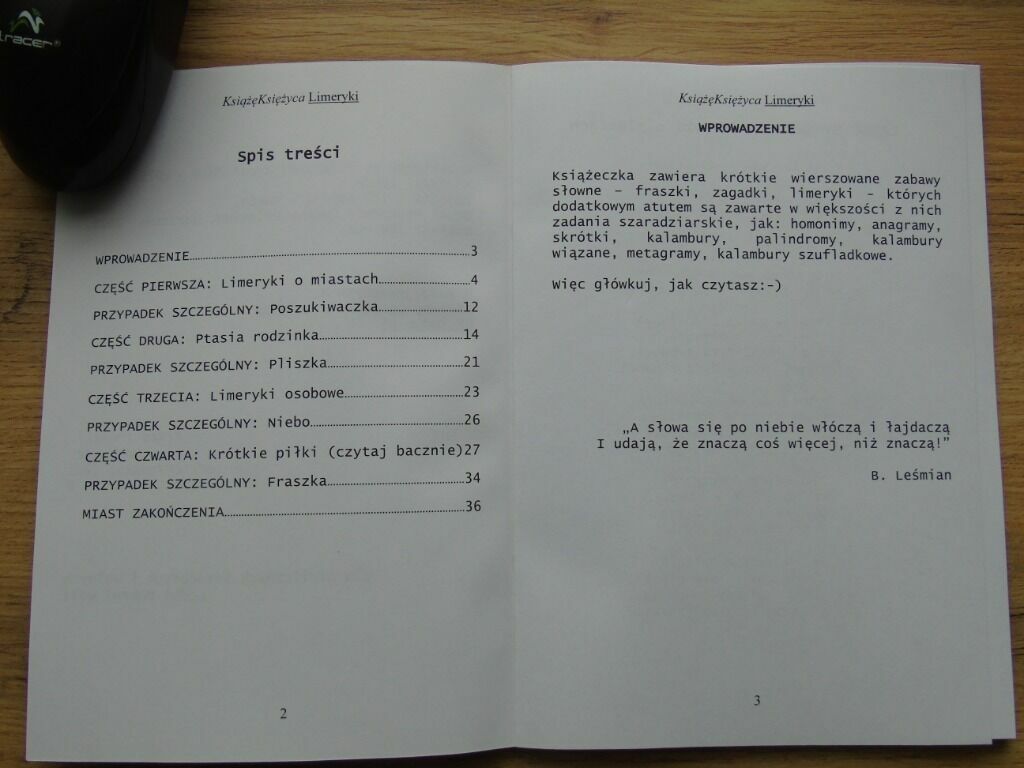 tracer®
KsiążęKsiężyca Limeryki
Spis treści
WPROWADZENIE.....3
CZĘŚĆ PIERWSZA: Limeryki o miastach.....4
PRZYPADEK SZCZEGÓLNY: Poszukiwaczka.....12
CZĘŚĆ DRUGA: Ptasia rodzinka.....14
PRZYPADEK SZCZEGÓLNY: Pliszka.....21
CZĘŚĆ TRZECIA: Limeryki osobowe.....23
PRZYPADEK SZCZEGÓLNY: Niebo.....26
CZĘŚĆ CZWARTA: Krótkie piłki (czytaj bacznie)27
PRZYPADEK SZCZEGÓLNY: Fraszka.....34
MIAST ZAKOŃCZENIA.....36
2
KsiążęKsiężyca Limeryki
WPROWADZENIE
Książeczka zawiera krótkie wierszowane zabawy
słowne – fraszki, zagadki, limeryki - których
dodatkowym atutem są zawarte w większości z nich
zadania szaradziarskie, jak: homonimy, anagramy,
skrótki, kalambury, palindromy, kalambury
wiązane, metagramy, kalambury szufladkowe.
Więc główkuj, jak czytasz:-)
„A słowa się po niebie włóczą i łajdaczą
I udają, że znaczą coś więcej, niż znaczą!”
B. Leśmian
3